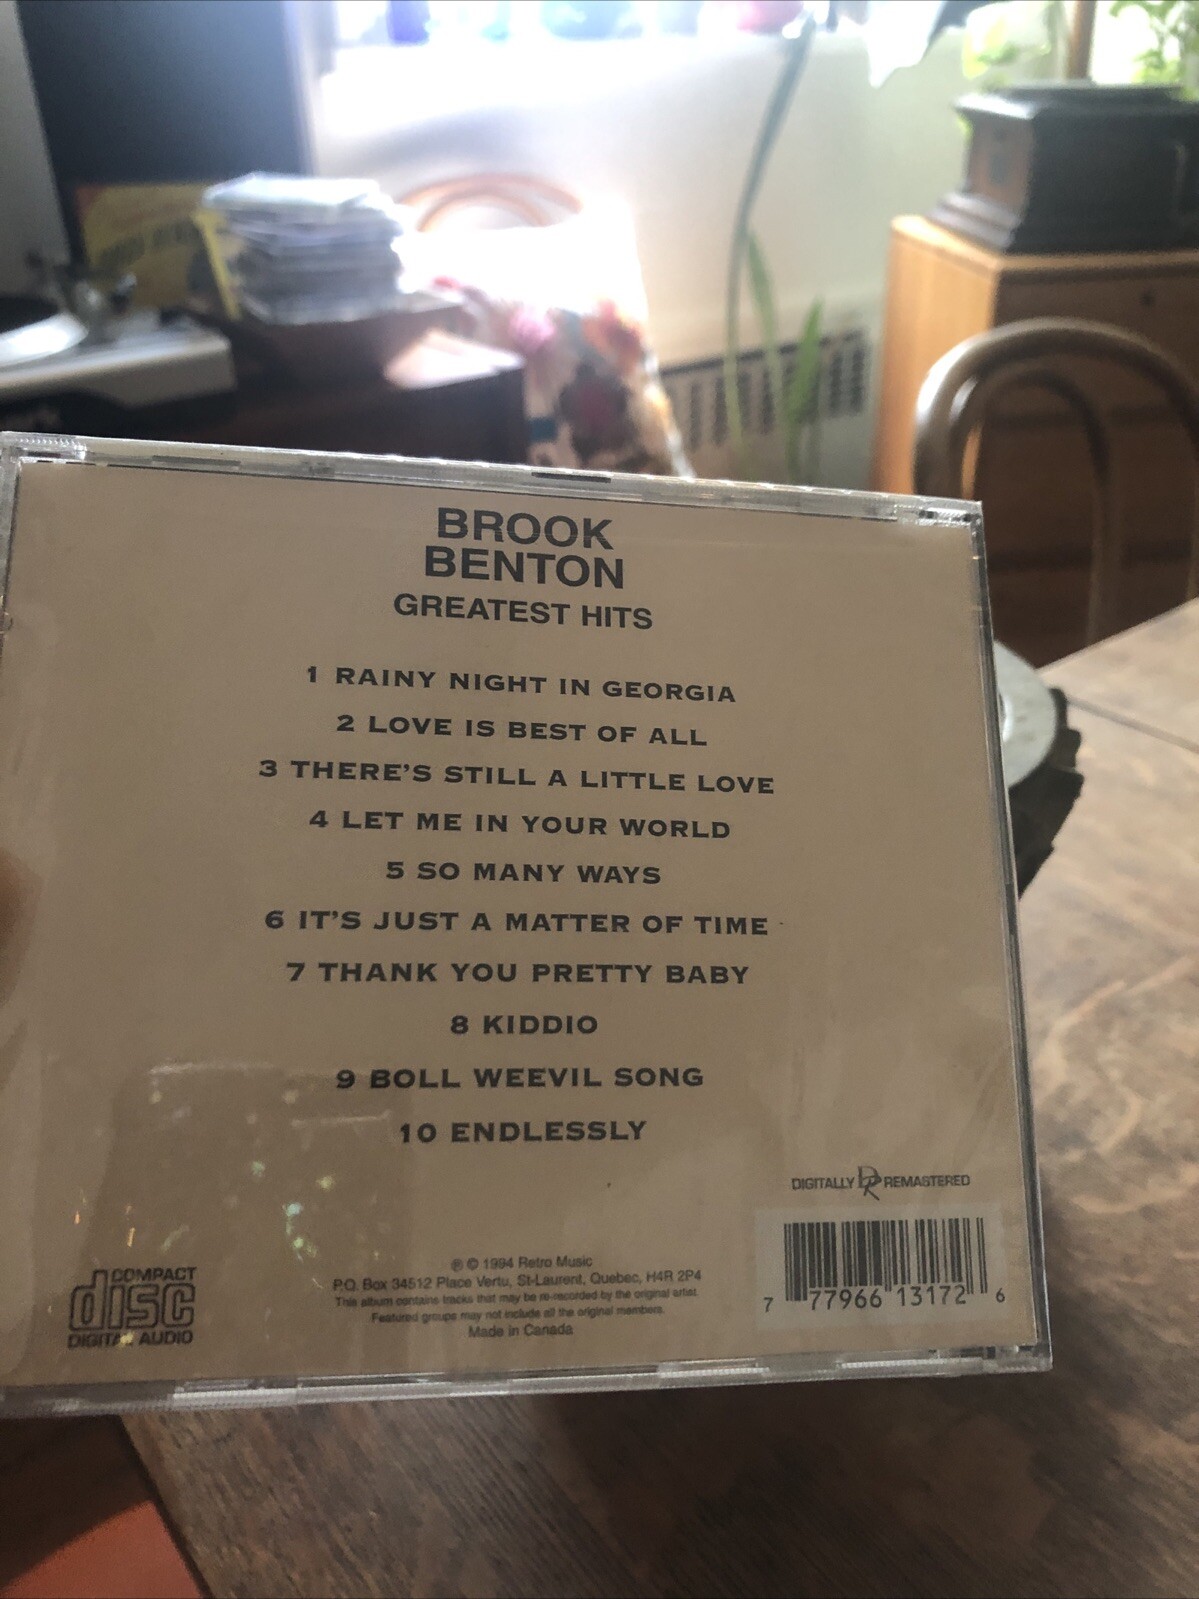 BROOK
BENTON
GREATEST HITS
1 RAINY NIGHT IN GEORGIA
2 LOVE IS BEST OF ALL
3 THERE'S STILL A LITTLE LOVE
4 LET ME IN YOUR WORLD
5 SO MANY WAYS
6 IT'S JUST A MATTER OF TIME
7 THANK YOU PRETTY BABY
8 KIDDIO
9 BOLL WEEVIL SONG
10 ENDLESSLY
DIGITALLY DR REMASTERED
℗ © 1994 Retro Music
P.O. Box 34512 Place Vertu, St-Laurent, Quebec, H4R 2P4
This album contains tracks that may be re-recorded by the original artist.
Featured groups may not include all the original members.
Made in Canada
COMPACT
disc
DIGITAL AUDIO
7 77966 13172 6